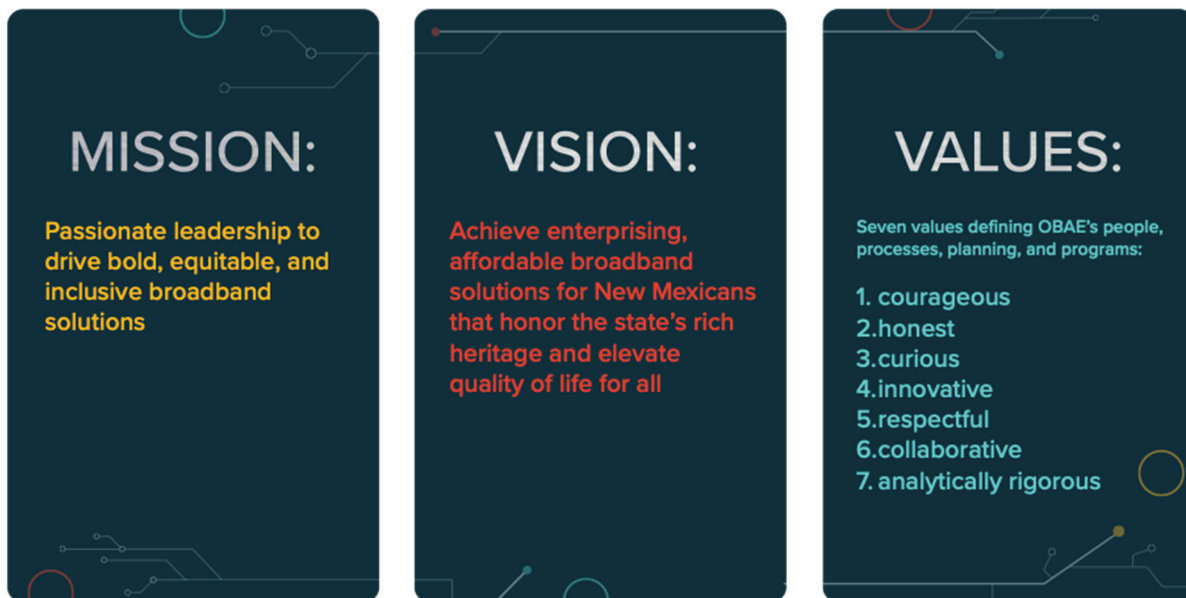 MISSION:
Passionate leadership to
drive bold, equitable, and
inclusive broadband
solutions
VISION:
Achieve enterprising,
affordable broadband
solutions for New Mexicans
that honor the state's rich
heritage and elevate
quality of life for all
VALUES:
Seven values defining OBAE's people,
processes, planning, and programs:
1. courageous
2.honest
3.curious
4.innovative
5.respectful
6.collaborative
7. analytically rigorous